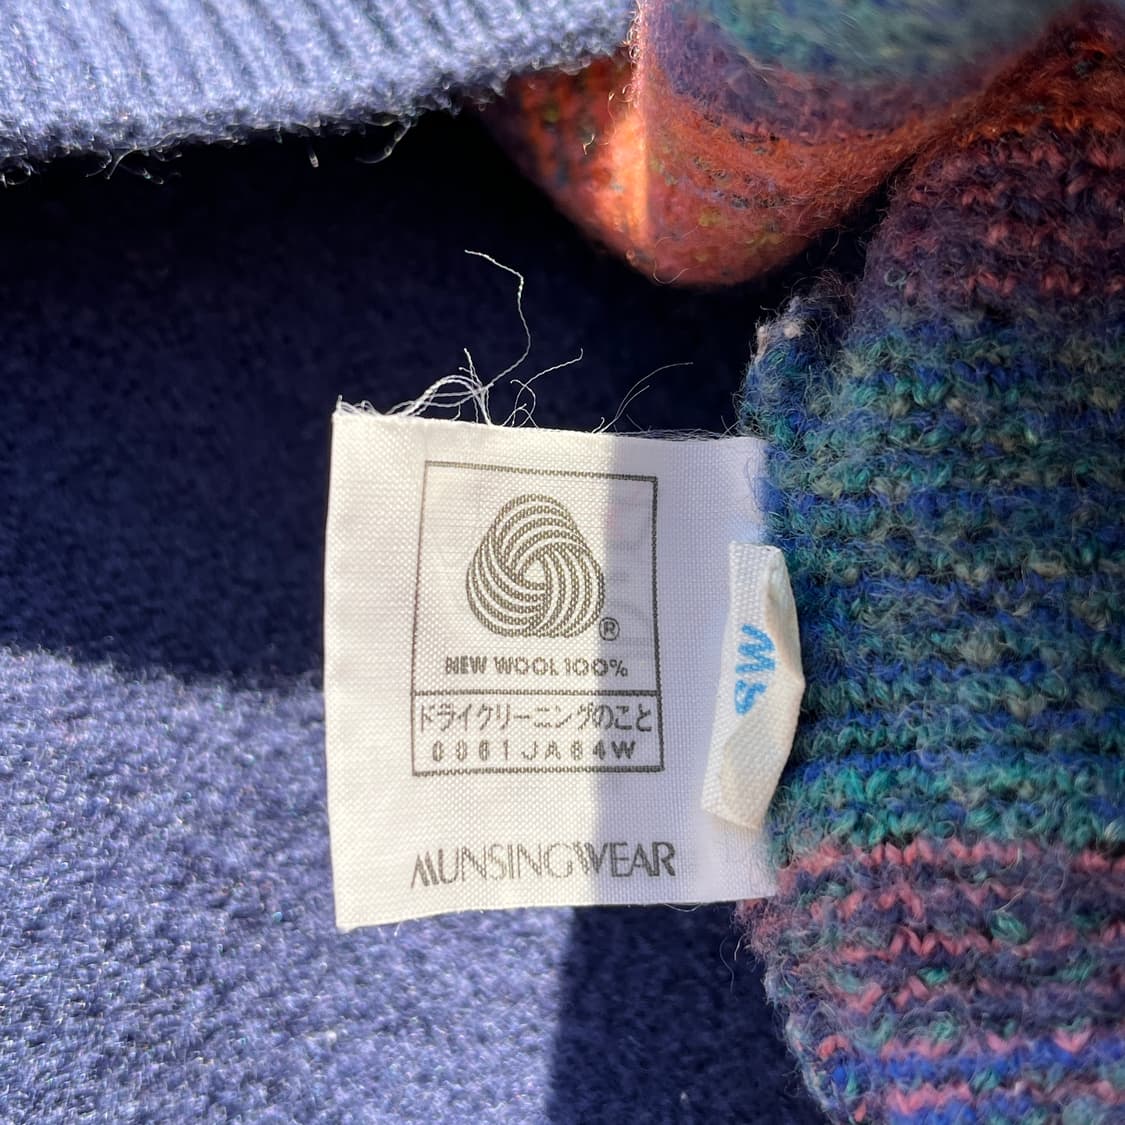 ®
NEW WOOL 100%
ドライクリーニングのこと
0061JA64W
MUNSINGWEAR